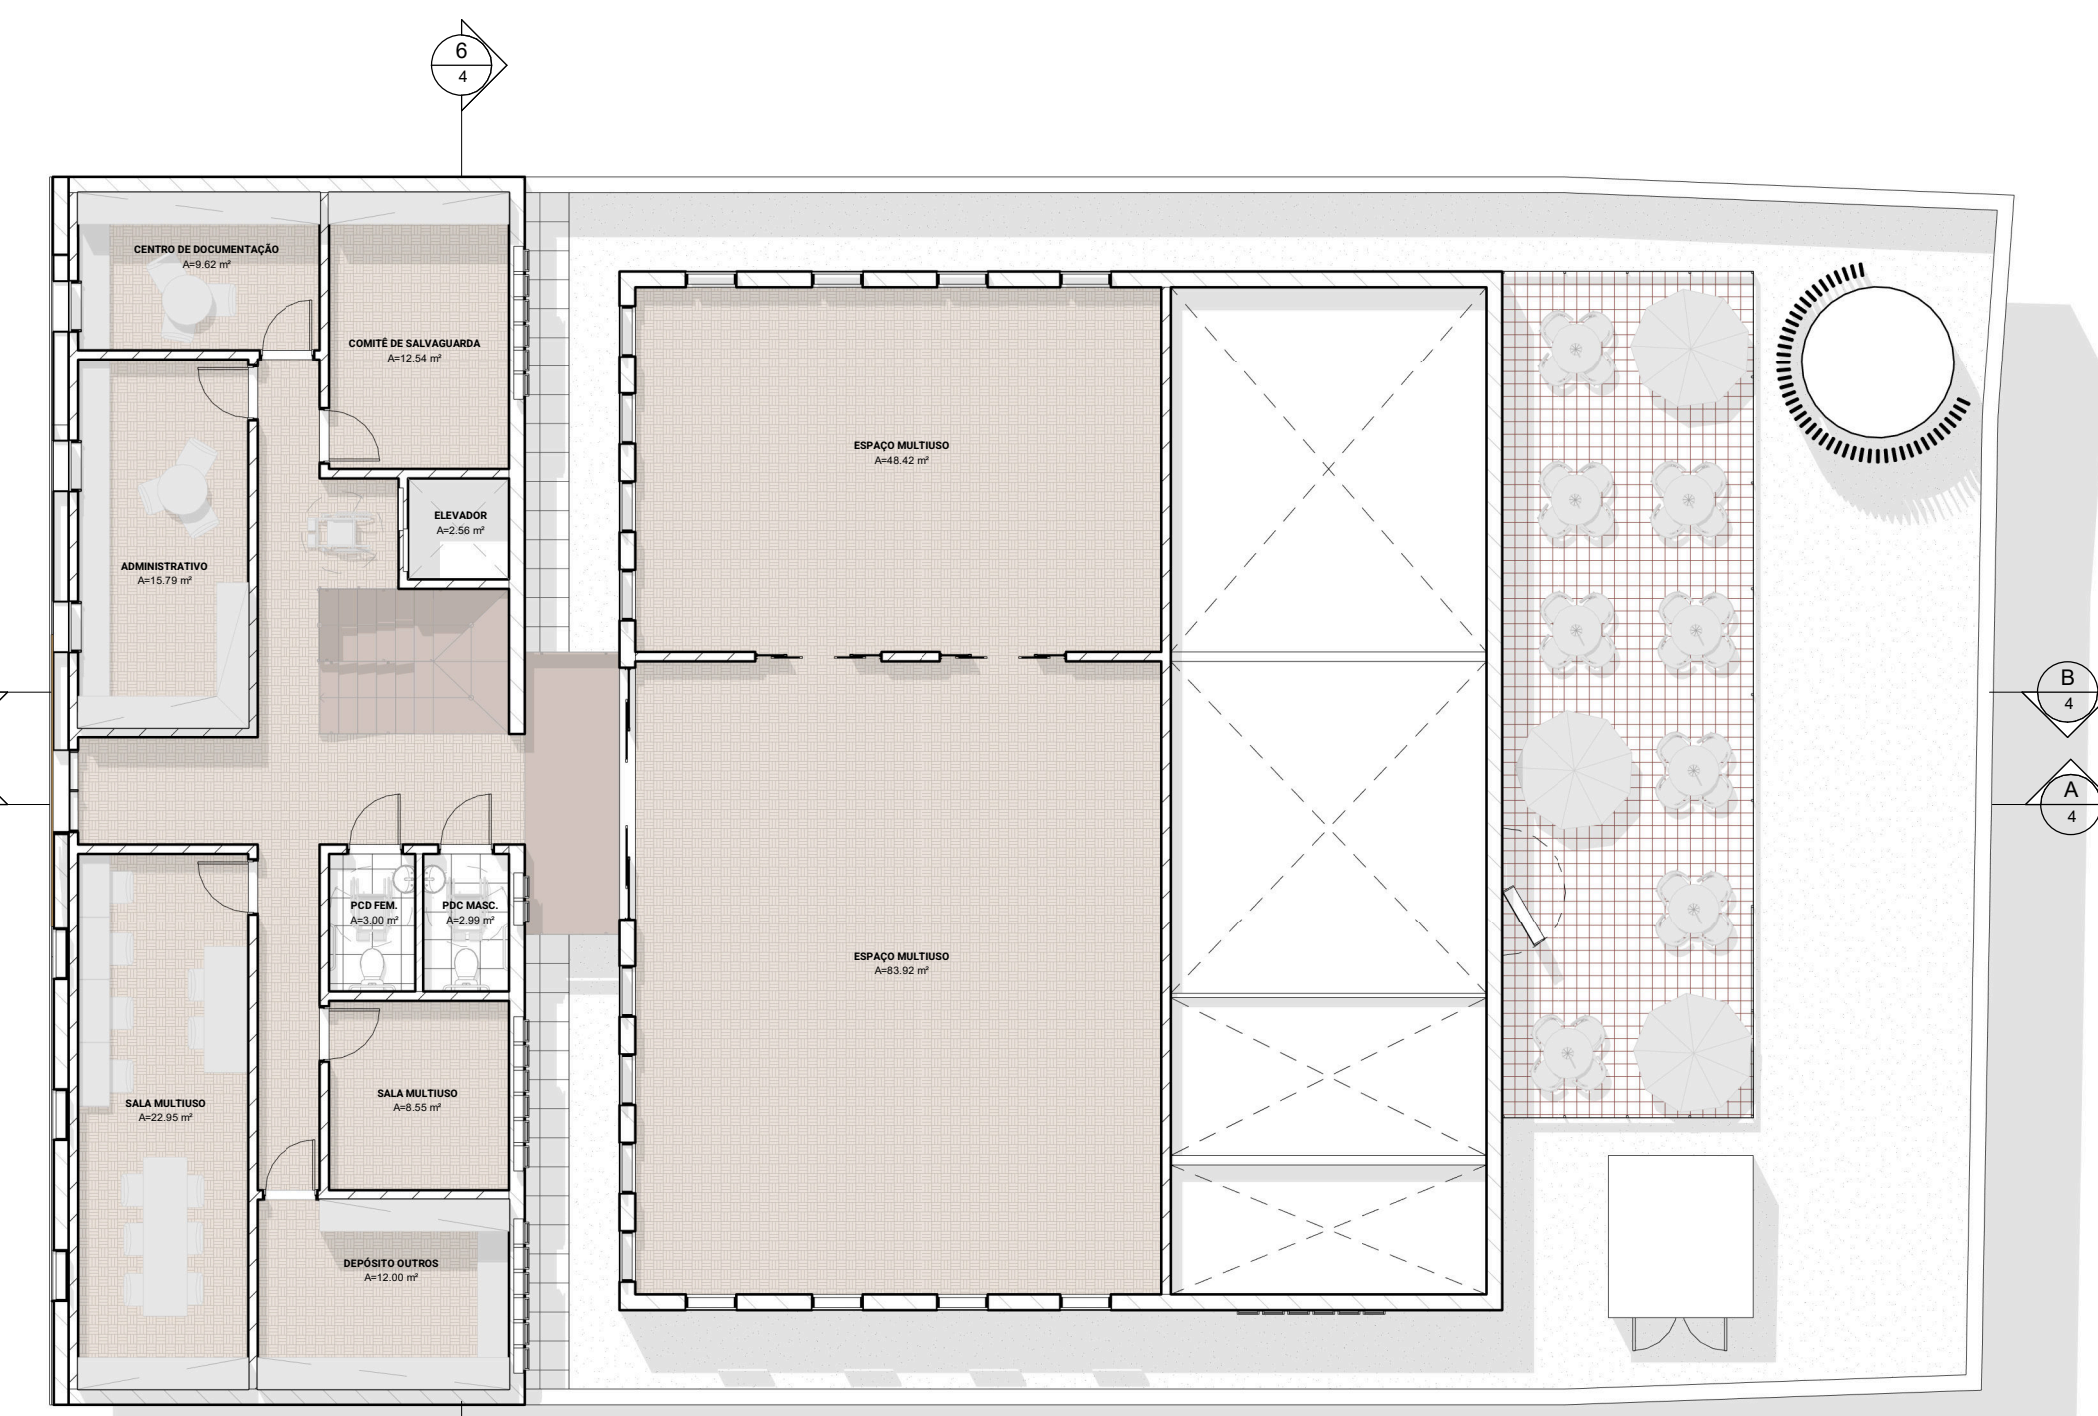 6
4
CENTRO DE DOCUMENTAÇÃO
A=9.62 m²
COMITÊ DE SALVAGUARDA
A=12.54 m²
ESPAÇO MULTIUSO
A=48.42 m²
ELEVADOR
A=2.56 m²
ADMINISTRATIVO
A=15.79 m²
B
4
A
4
PCD FEM.
A=3.00 m²
PDC MASC.
A=2.99 m²
ESPAÇO MULTIUSO
A=83.92 m²
SALA MULTIUSO
A=8.55 m²
SALA MULTIUSO
A=22.95 m²
DEPÓSITO OUTROS
A=12.00 m²